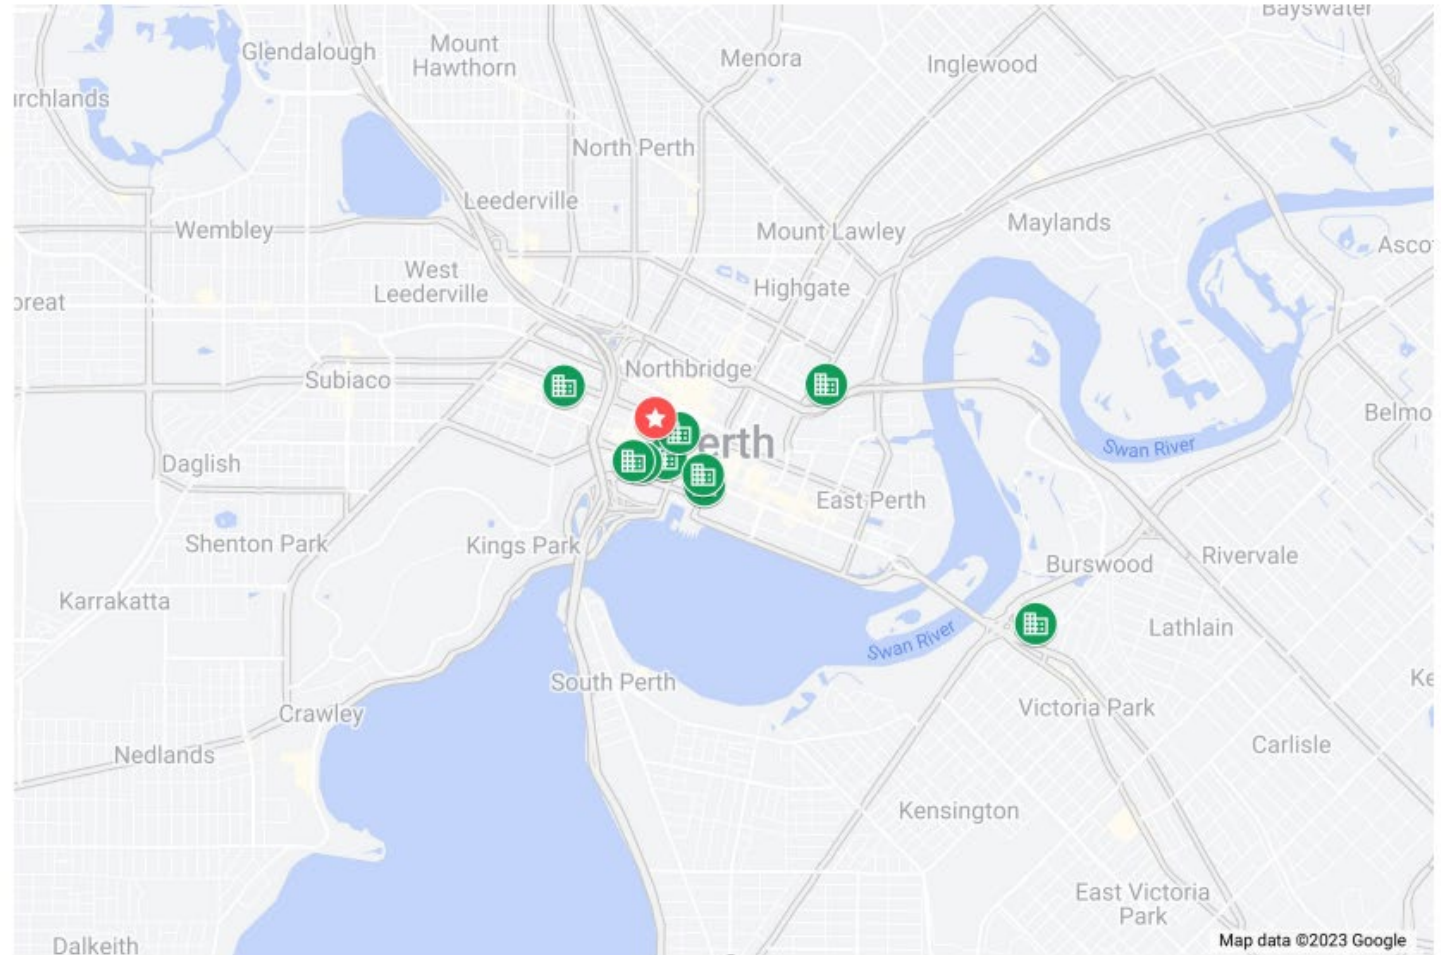 Bayswater
Glendalough
Mount
Hawthorn
Menora
Inglewood
urchlands
North Perth
Leederville
Wembley
Mount Lawley
Maylands
Asco
West
Leederville
Highgate
oreat
Northbridge
Subiaco
Belmo
erth
Swan River
Daglish
East Perth
Shenton Park
Kings Park
Burswood
Rivervale
Karrakatta
Lathlain
Swan River
South Perth
Ke
Crawley
Victoria Park
Nedlands
Carlisle
Kensington
East Victoria
Park
Dalkeith
Map data ©2023 Google